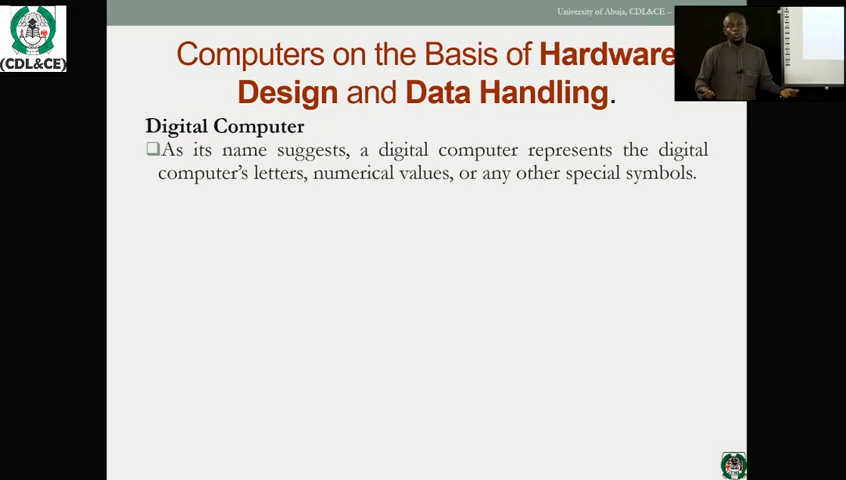 University of Abuja, CDL&CE –
(CDL&CE)
Computers on the Basis of Hardware
Design and Data Handling.
Digital Computer
As its name suggests, a digital computer represents the digital
computer's letters, numerical values, or any other special symbols.